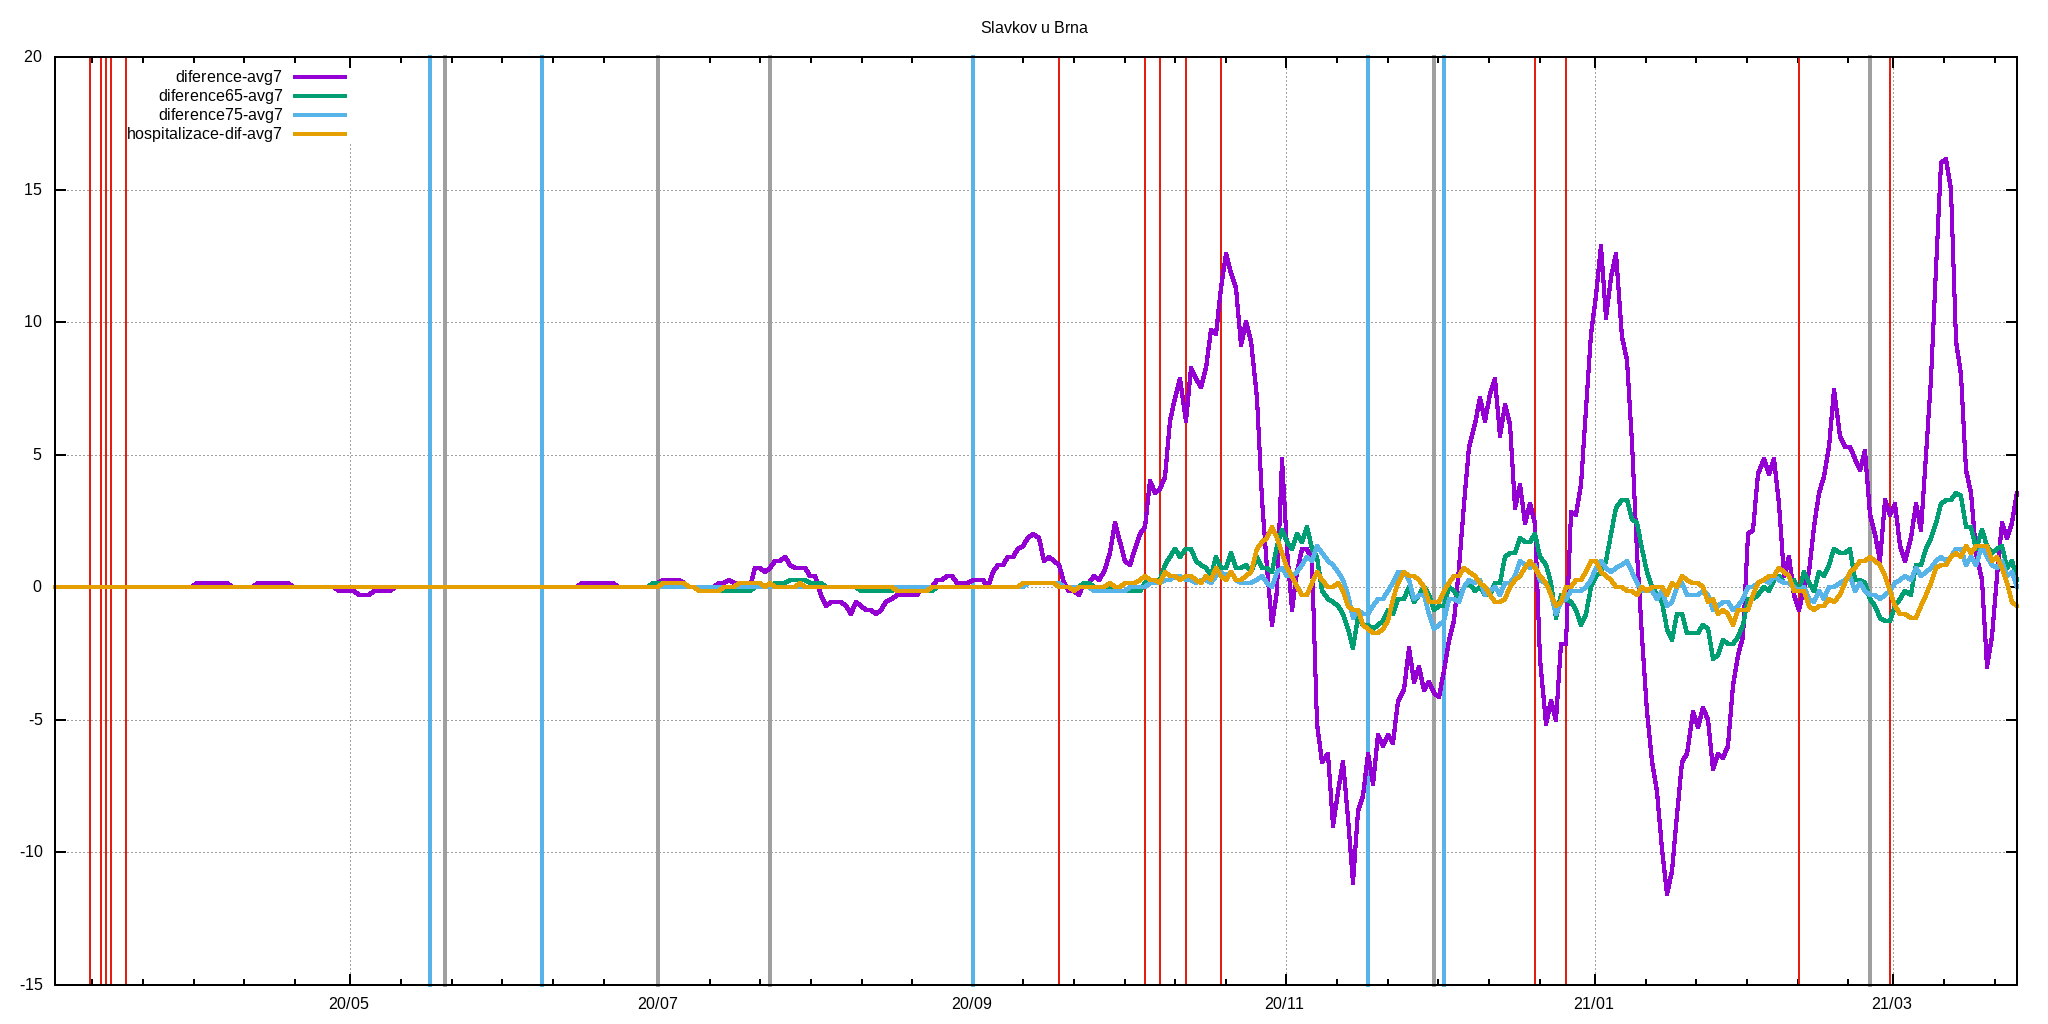 Slavkov u Brna
20
diference-avg7
diference65-avg7
diference75-avg7
hospitalizace-dif-avg7
15
10
5
0
-5
-10
-15
20/05 20/07 20/09 20/11 21/01 21/03